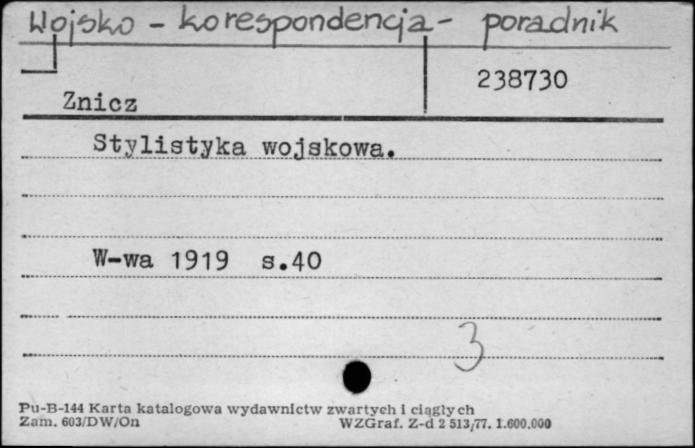 Wojsko - korespondencja - poradnik
238730
Znicz
Stylistyka wojskowa.
W-wa 1919 s.40
3
Pu-B-144 Karta katalogowa wydawnictw zwartych i ciągłych
Zam. 603/DW/On WZGraf. Z-d 2 513/77. 1.600.000